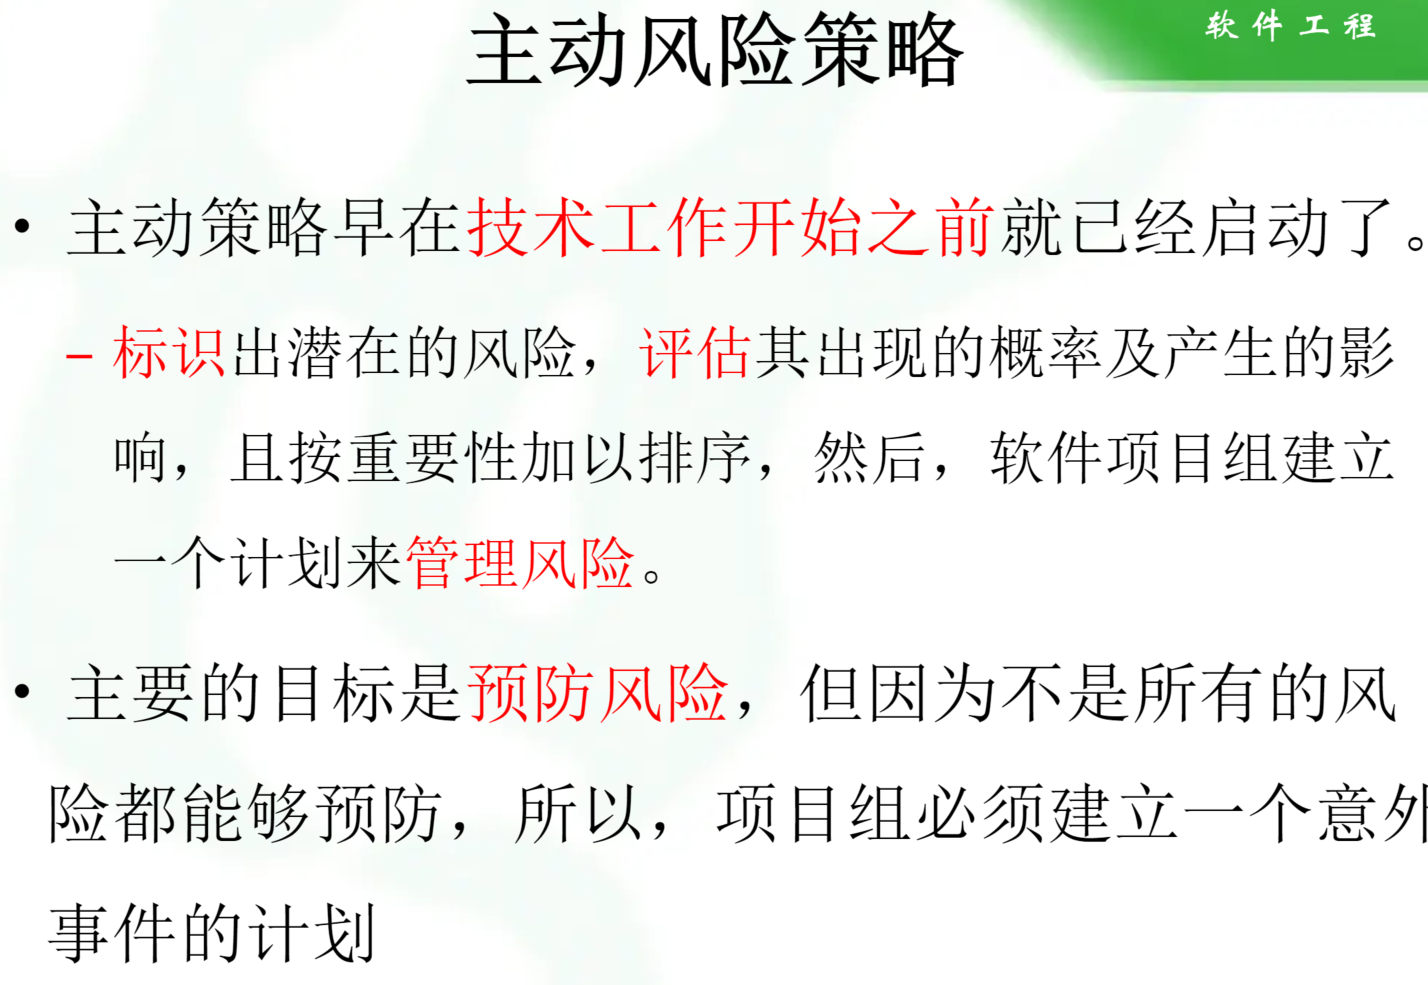 软件工程
主动风险策略
• 主动策略早在技术工作开始之前就已经启动了。
– 标识出潜在的风险，评估其出现的概率及产生的影
响，且按重要性加以排序，然后，软件项目组建立
一个计划来管理风险。
• 主要的目标是预防风险，但因为不是所有的风
险都能够预防，所以，项目组必须建立一个意外
事件的计划